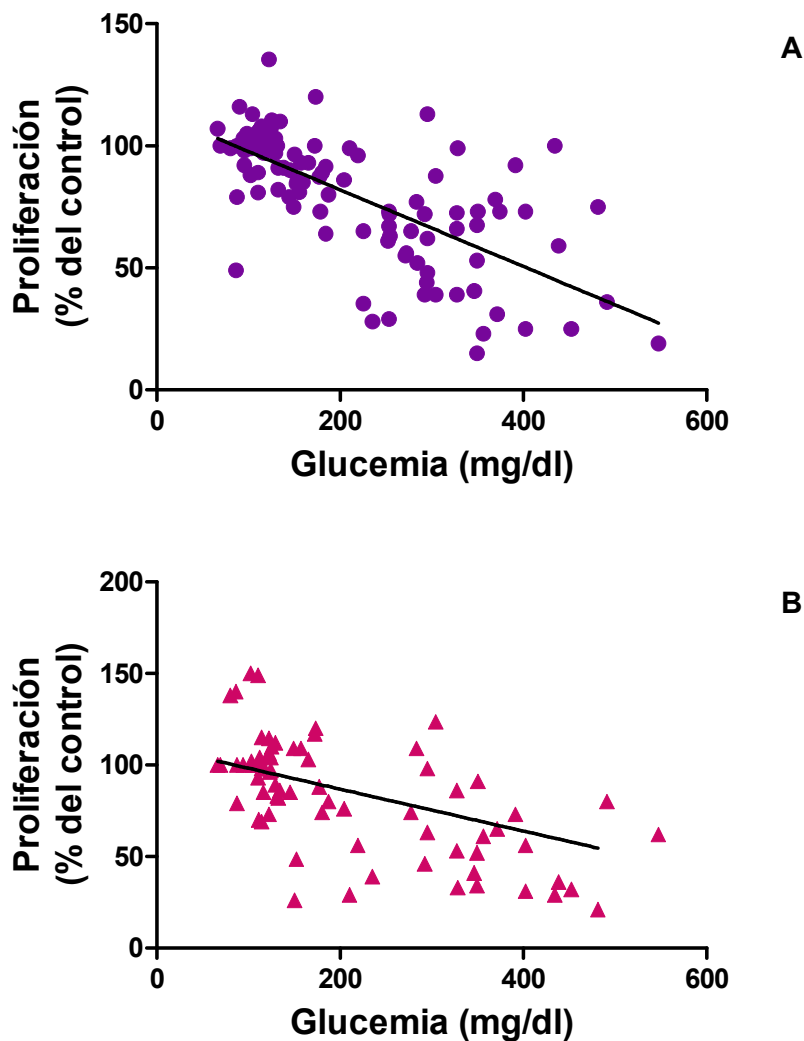 A
150
100
50
0
Proliferación
(% del control)
0 200 400 600
Glucemia (mg/dl)
B
200
150
100
50
0
Proliferación
(% del control)
0 200 400 600
Glucemia (mg/dl)